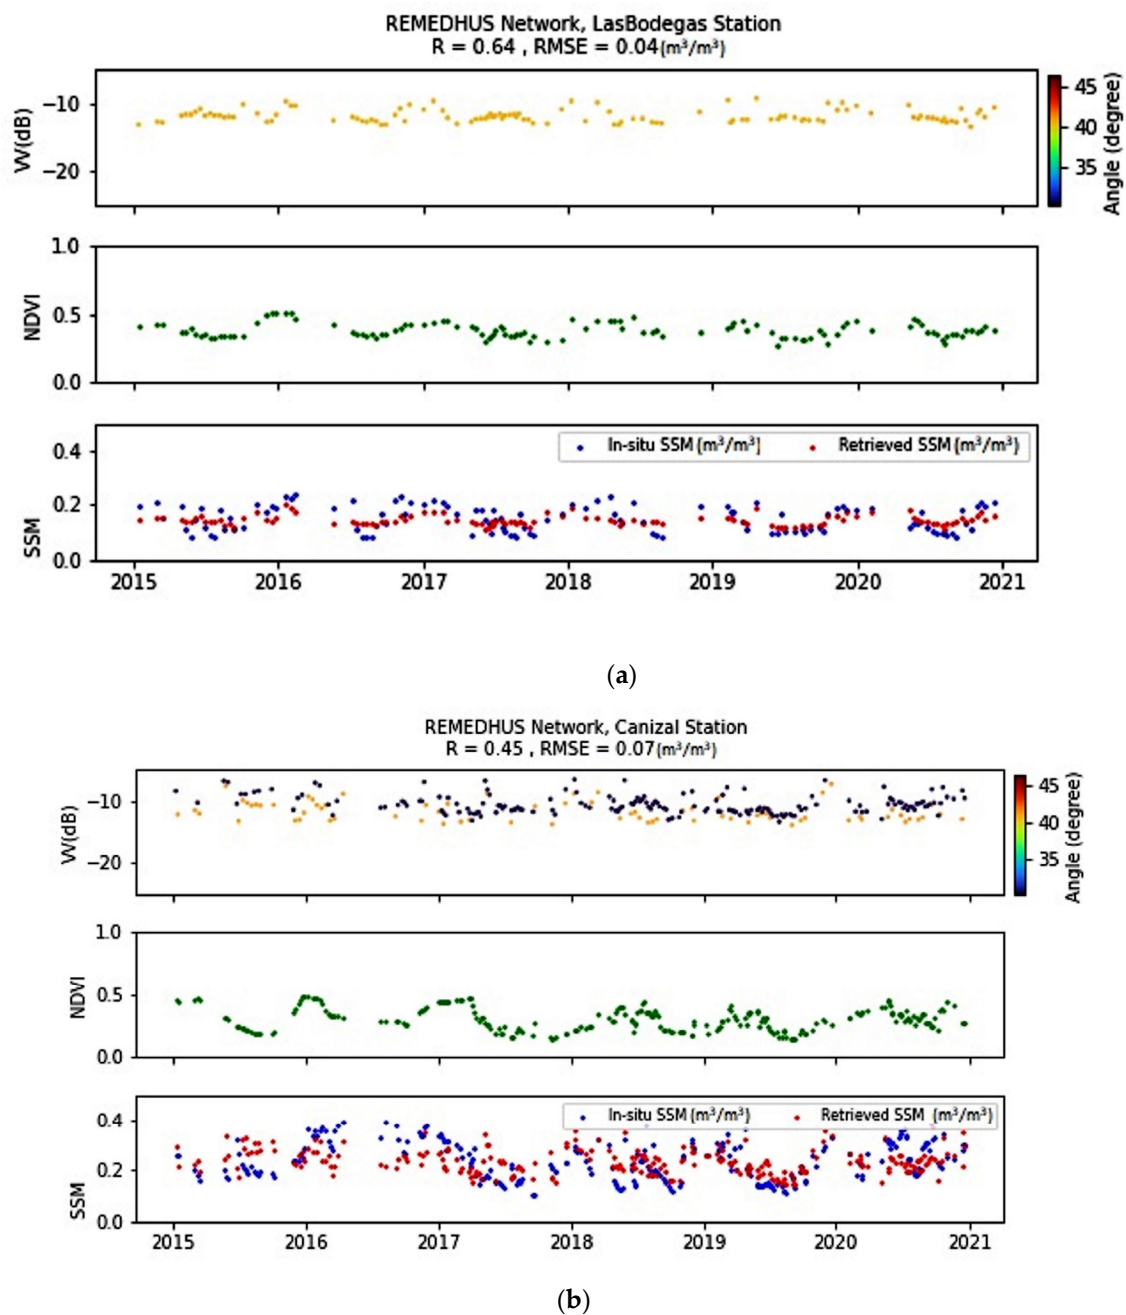 REMEDHUS Network, LasBodegas Station
R = 0.64 , RMSE = 0.04(m³/m³)
VV(dB)
−10
−20
45
40
35
Angle (degree)
2015 2016 2017 2018 2019 2020 2021
NDVI
1.0
0.5
0.0
SSM
0.4
0.2
0.0
In-situ SSM (m³/m³) Retrieved SSM (m³/m³)
(a)
REMEDHUS Network, Canizal Station
R = 0.45 , RMSE = 0.07(m³/m³)
VV(dB)
−10
−20
45
40
35
Angle (degree)
NDVI
1.0
0.5
0.0
SSM
0.4
0.2
0.0
In-situ SSM (m³/m³) Retrieved SSM (m³/m³)
2015 2016 2017 2018 2019 2020 2021
(b)